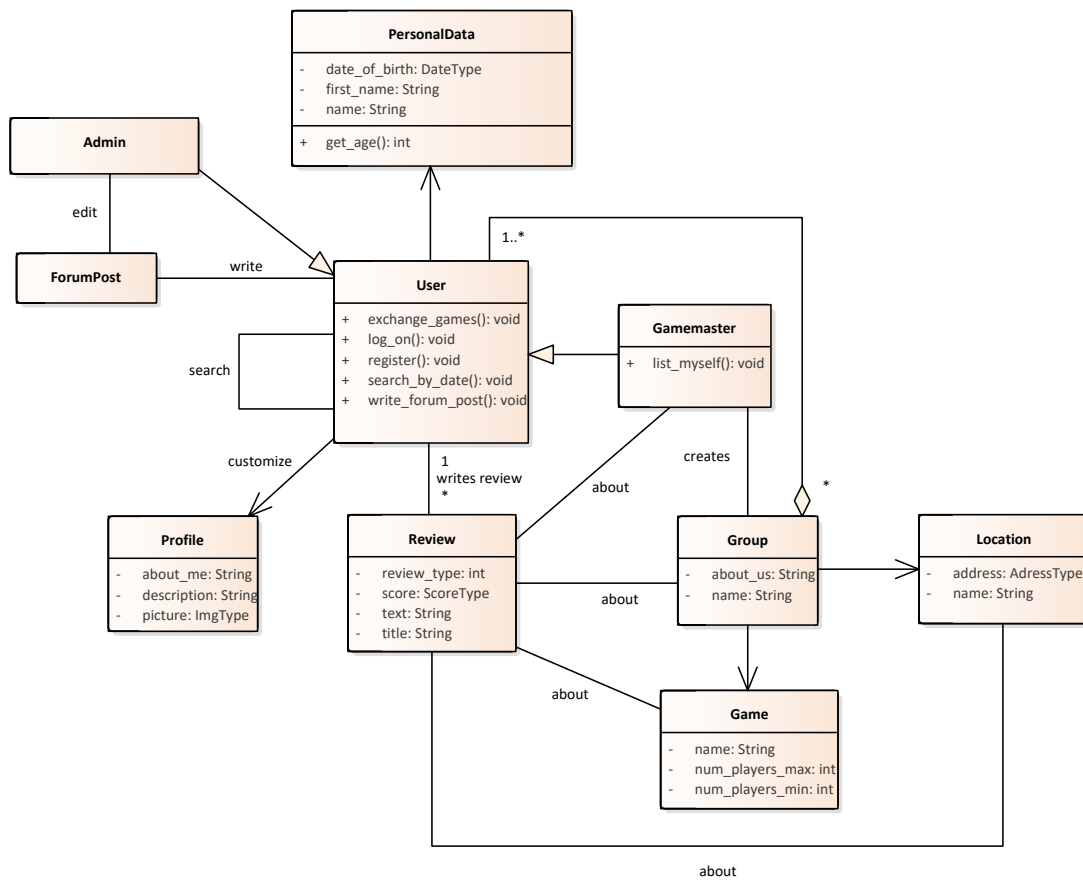 PersonalData
- date_of_birth: DateType
- first_name: String
- name: String
+ get_age(): int
Admin
edit
ForumPost
write
1..*
User
+ exchange_games(): void
+ log_on(): void
+ register(): void
+ search_by_date(): void
+ write_forum_post(): void
search
Gamemaster
+ list_myself(): void
customize
1
writes review
*
about
creates
*
Profile
- about_me: String
- description: String
- picture: ImgType
Review
- review_type: int
- score: ScoreType
- text: String
- title: String
about
Group
- about_us: String
- name: String
Location
- address: AdressType
- name: String
about
Game
- name: String
- num_players_max: int
- num_players_min: int
about